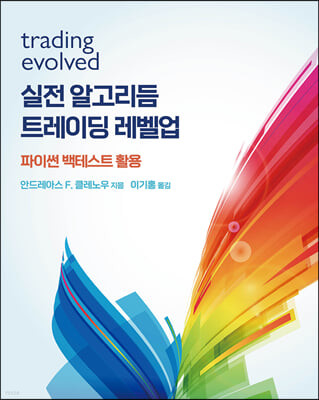 trading
evolved
실전 알고리듬
트레이딩 레벨업
파이썬 백테스트 활용
안드레아스 F. 클레노우 지음 이기홍 옮김